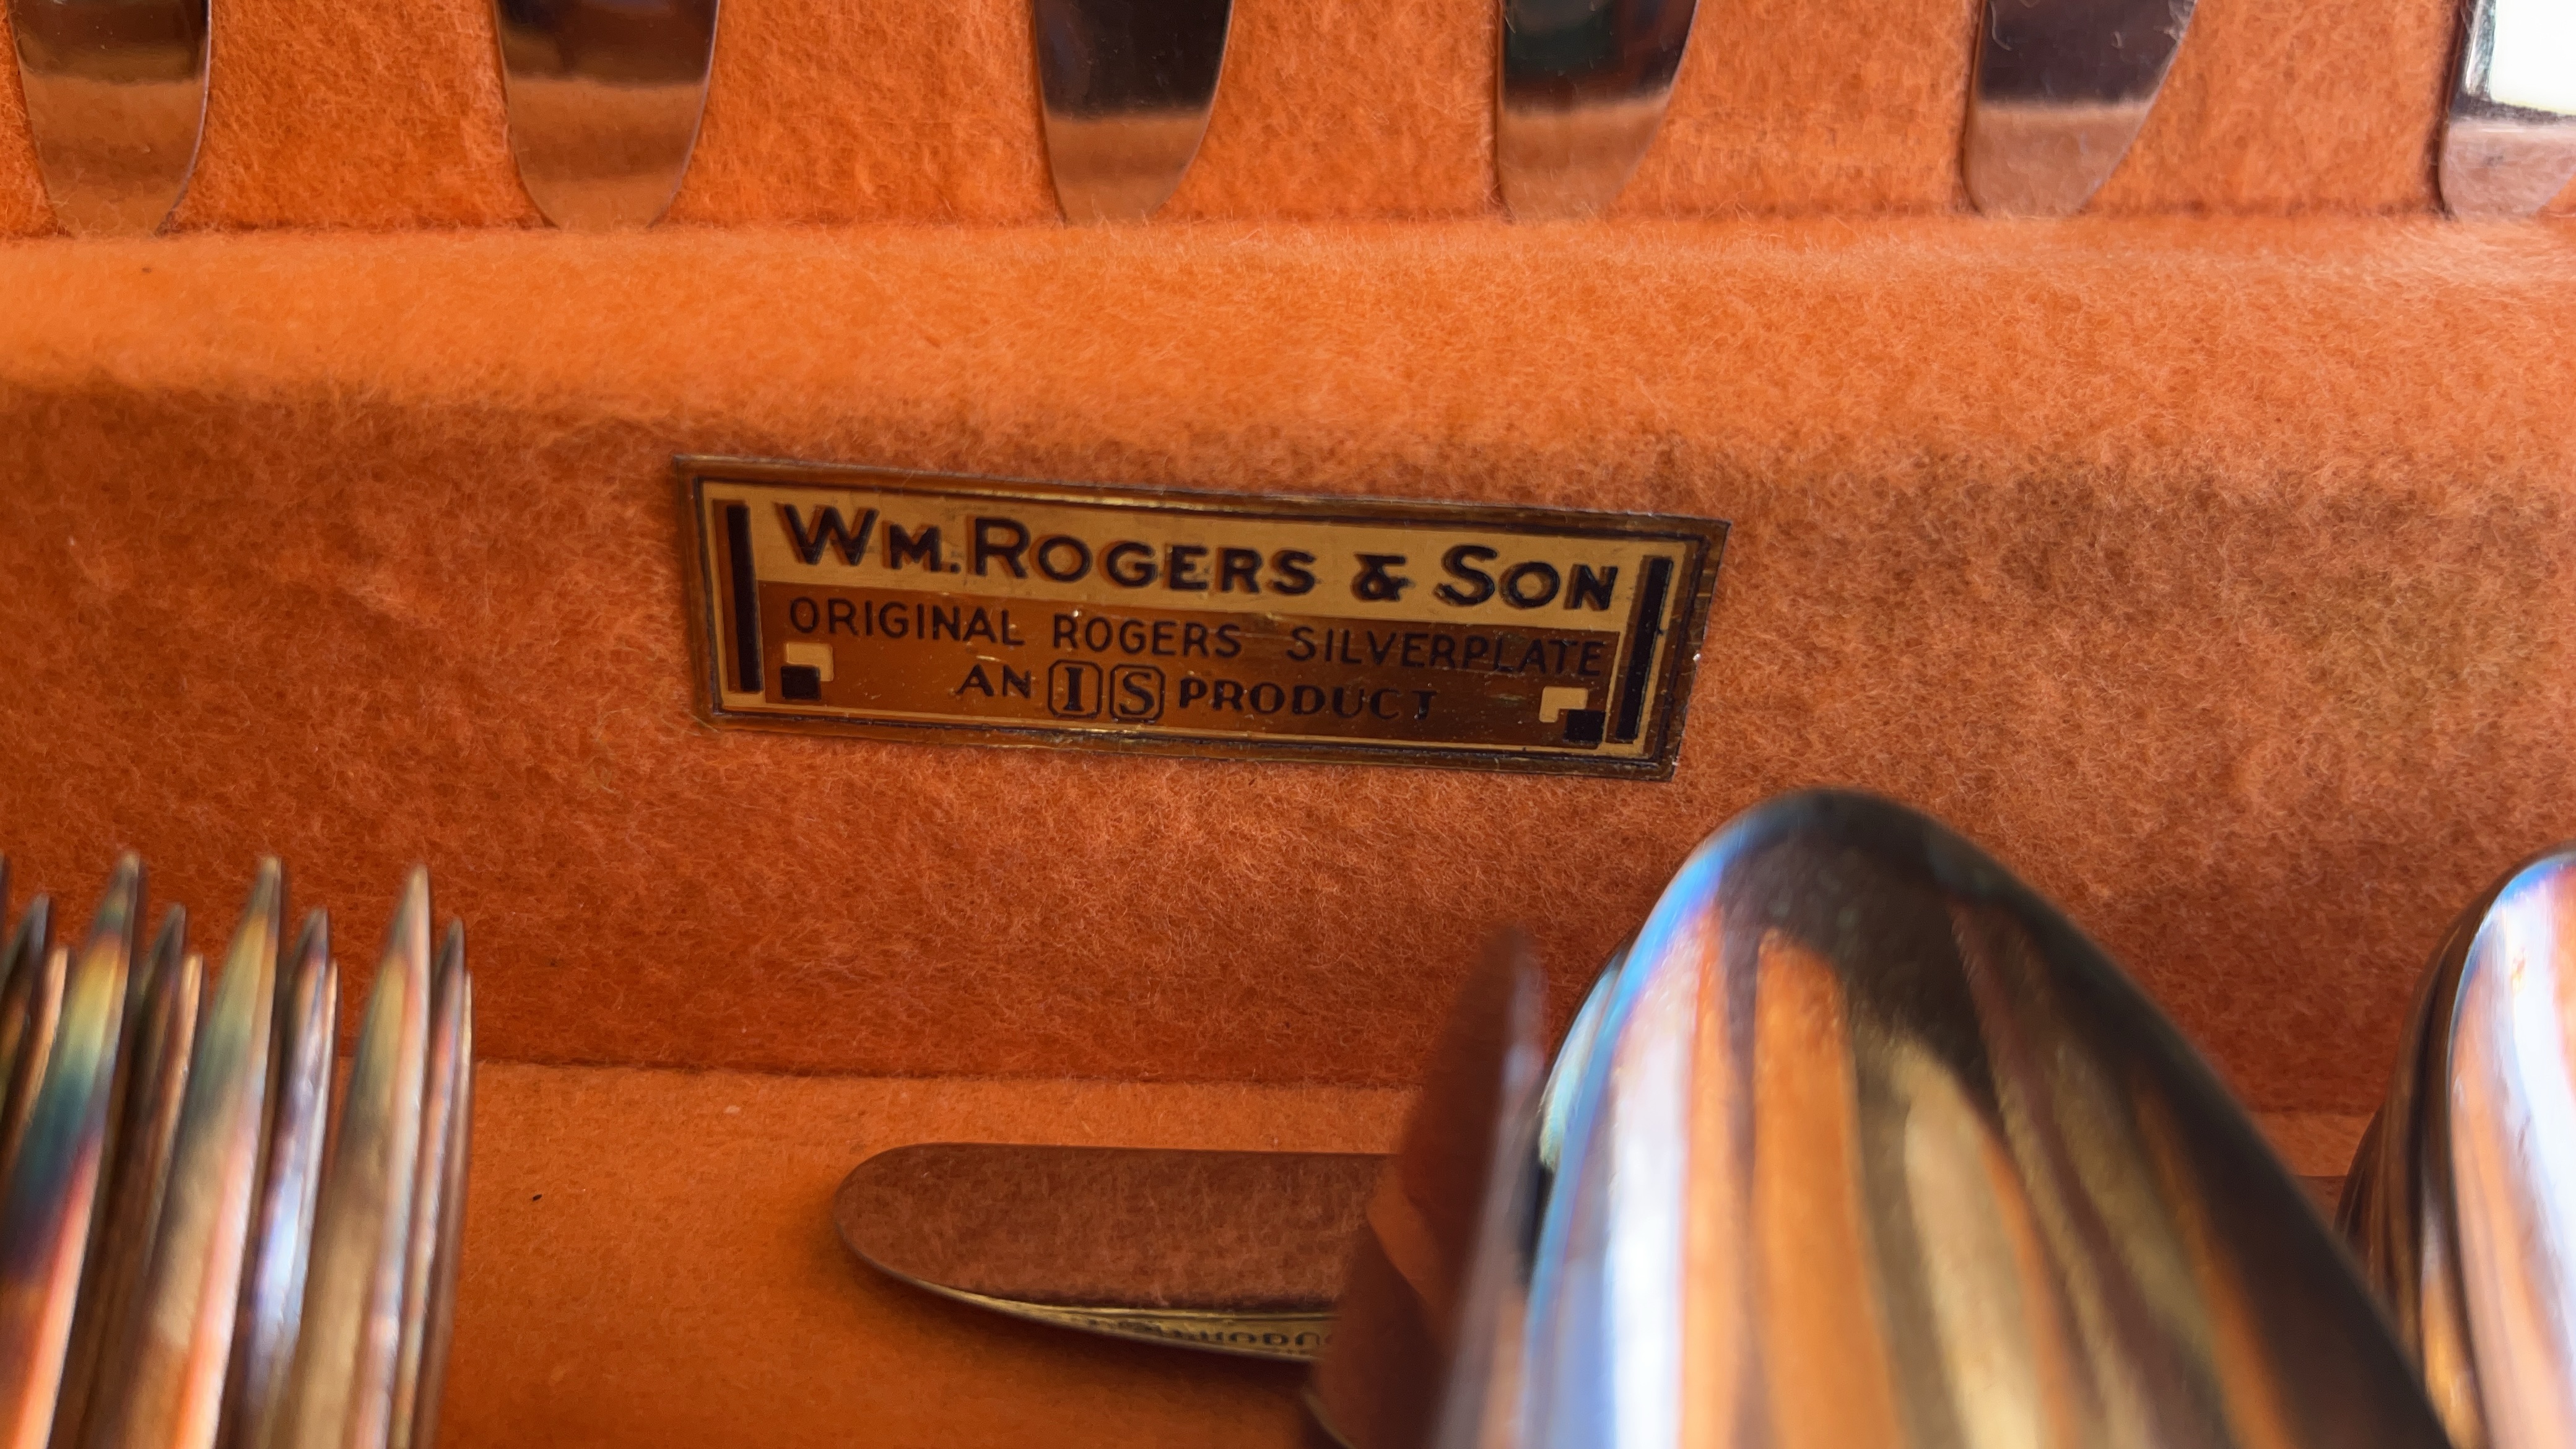 WM. ROGERS & SON
ORIGINAL ROGERS SILVERPLATE
AN IS PRODUCT